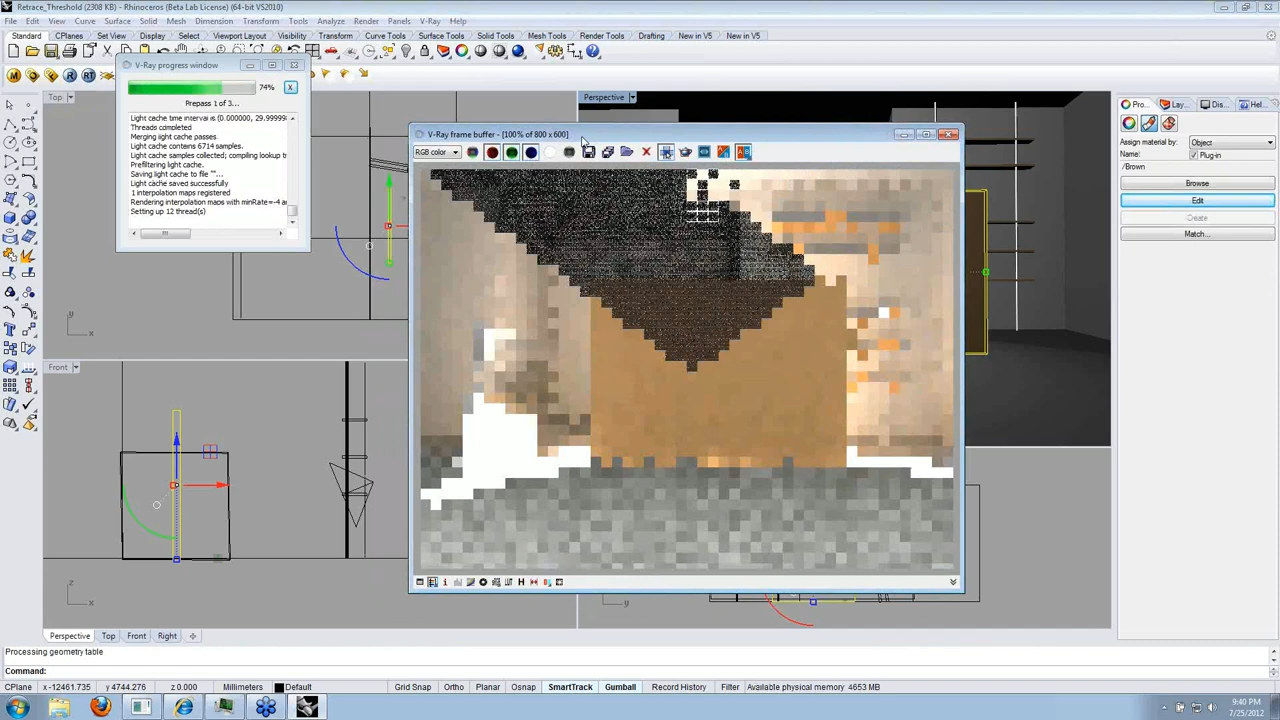 Retrace_Threshold (2308 KB) - Rhinoceros (Beta Lab License) (64-bit VS2010)
File Edit View Curve Surface Solid Mesh Dimension Transform Tools Analyze Render Panels V-Ray Help
Standard CPlanes Set View Display Select Viewport Layout Visibility Transform Curve Tools Surface Tools Solid Tools Mesh Tools Render Tools Drafting New in V5 New in V5
V-Ray progress window
74%
Prepass 1 of 3...
Light cache time interval is (0.000000, 29.999999
Threads completed
Merging light cache passes.
Light cache contains 6714 samples.
Light cache samples collected; compiling lookup tr
Prefiltering light cache.
Saving light cache to file ""...
Light cache saved successfully
1 interpolation maps registered
Rendering interpolation maps with minRate=-4 a
Setting up 12 thread(s)
Top
Perspective
V-Ray frame buffer - [100% of 800 x 600]
RGB color
Pro...
Lay...
Dis...
Hel...
Assign material by:
Object
Name:
Plug-in
/Brown
Browse
Edit
Create
Match...
y
x
Front
z
x
y
Perspective Top Front Right
Processing geometry table
Command:
CPlane x -12461.735 y 4744.276 z 0.000 Millimeters Default Grid Snap Ortho Planar Osnap SmartTrack Gumball Record History Filter Available physical memory: 4653 MB
9:40 PM
7/25/2012